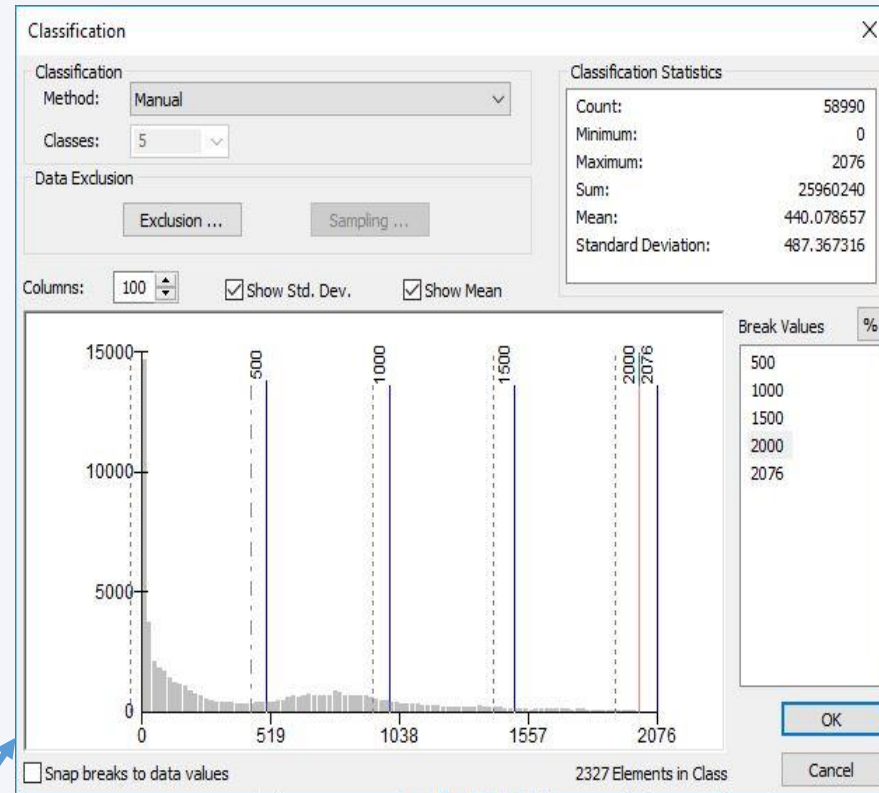 Classification
Classification
Method: Manual
Classes: 5
Data Exclusion
Exclusion ...
Sampling ...
Classification Statistics
Count: 58990
Minimum: 0
Maximum: 2076
Sum: 25960240
Mean: 440.078657
Standard Deviation: 487.367316
Columns: 100
Show Std. Dev.
Show Mean
Break Values %
500
1000
1500
2000
2076
15000
10000
5000
0
500
1000
1500
2000
2076
0 519 1038 1557 2076
OK
Snap breaks to data values
2327 Elements in Class
Cancel